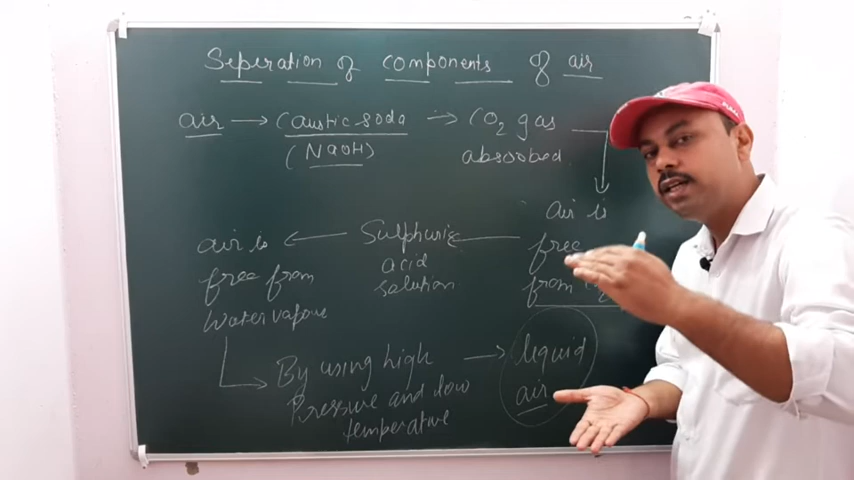 Seperation of components of air
air → Caustic soda → CO2 gas
(NaOH) absorbed
air is
free
from
Sulphuric
acid
solution
air is
free from
Water vapour
By using high
Pressure and low
temperative
→ liquid
air